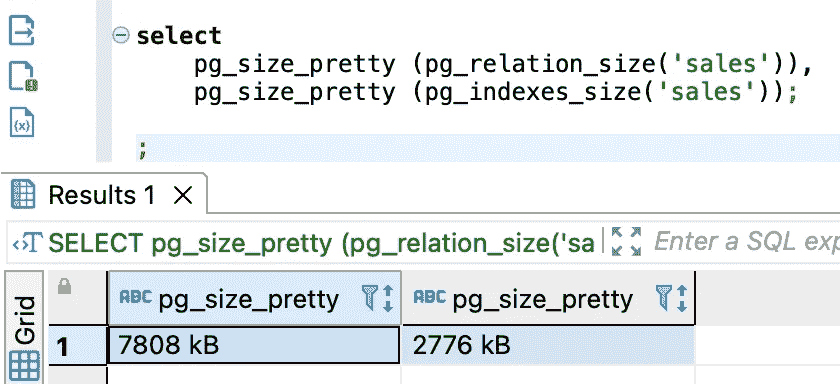 select
pg_size_pretty (pg_relation_size('sales')),
pg_size_pretty (pg_indexes_size('sales'));
;
Results 1
SELECT pg_size_pretty (pg_relation_size('sa
Enter a SQL exp
Grid
ABC pg_size_pretty ABC pg_size_pretty
1 7808 kB 2776 kB